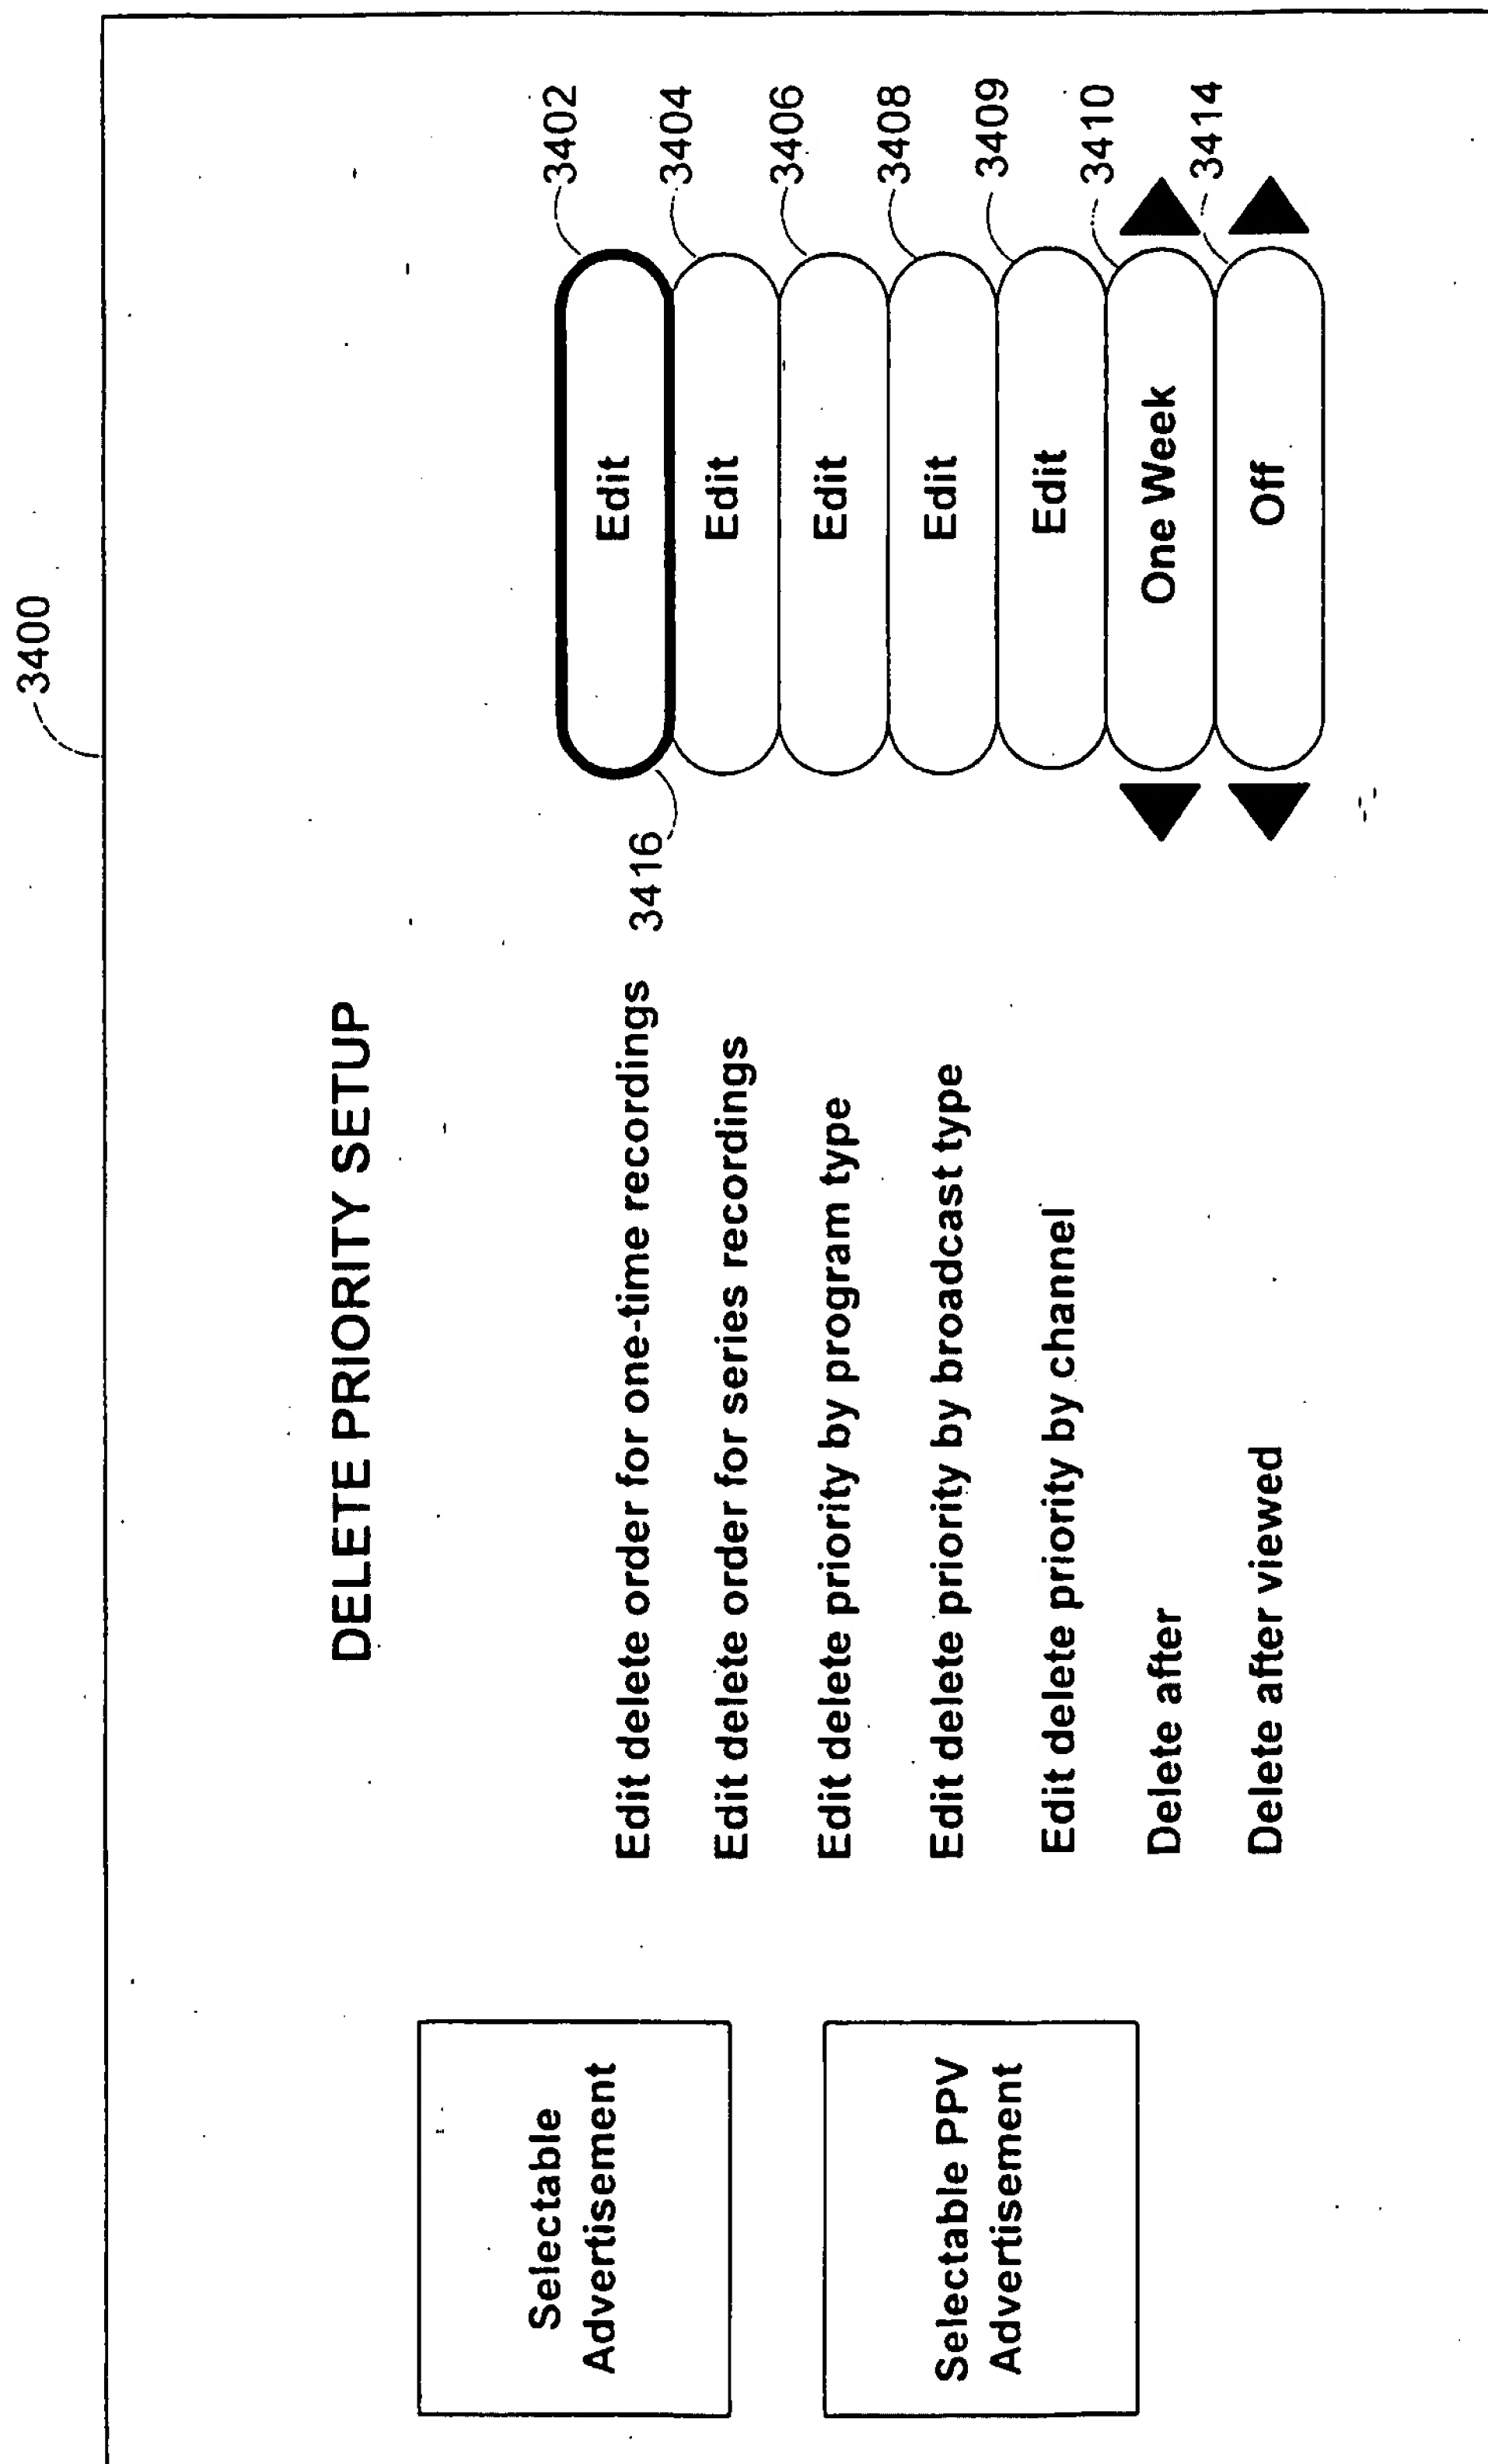 3400
DELETE PRIORITY SETUP
Selectable
Advertisement
Selectable PPV
Advertisement
Edit delete order for one-time recordings
3416
Edit
3402
Edit delete order for series recordings
Edit
3404
Edit delete priority by program type
Edit
3406
Edit delete priority by broadcast type
Edit
3408
Edit delete priority by channel
Edit
3409
Delete after
One Week
3410
Delete after viewed
Off
3414